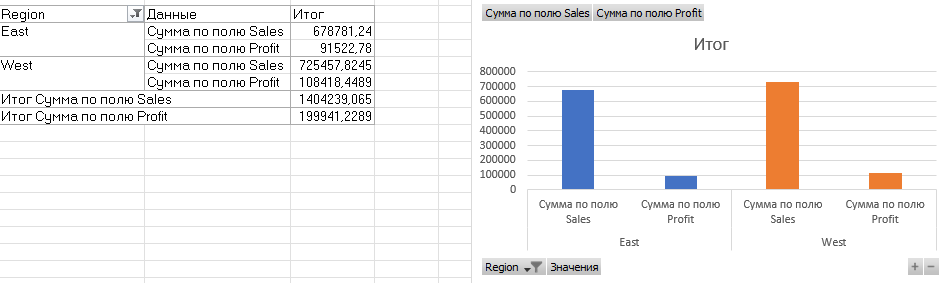 Region Данные Итог
East Сумма по полю Sales 678781,24
Сумма по полю Profit 91522,78
West Сумма по полю Sales 725457,8245
Сумма по полю Profit 108418,4489
Итог Сумма по полю Sales 1404239,065
Итог Сумма по полю Profit 199941,2289
Сумма по полю Sales Сумма по полю Profit
Итог
800000
700000
600000
500000
400000
300000
200000
100000
0
Сумма по полю Sales
Сумма по полю Profit
Сумма по полю Sales
Сумма по полю Profit
East West
Region Значения